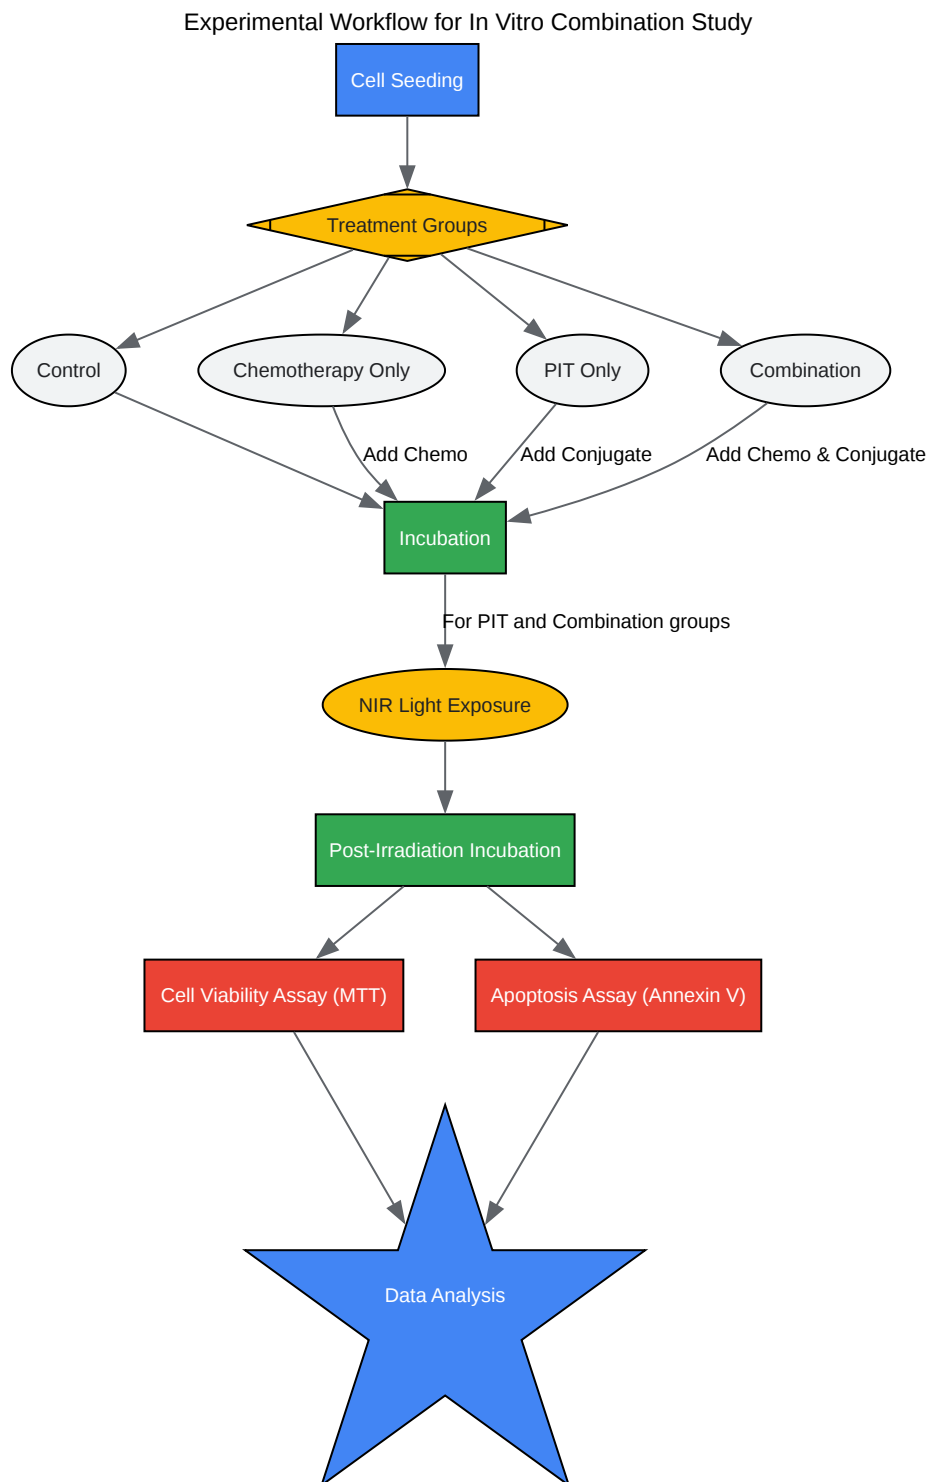 Experimental Workflow for In Vitro Combination Study
Cell Seeding
Treatment Groups
Control
Chemotherapy Only
PIT Only
Combination
Add Chemo
Add Conjugate
Add Chemo & Conjugate
Incubation
For PIT and Combination groups
NIR Light Exposure
Post-Irradiation Incubation
Cell Viability Assay (MTT)
Apoptosis Assay (Annexin V)
Data Analysis